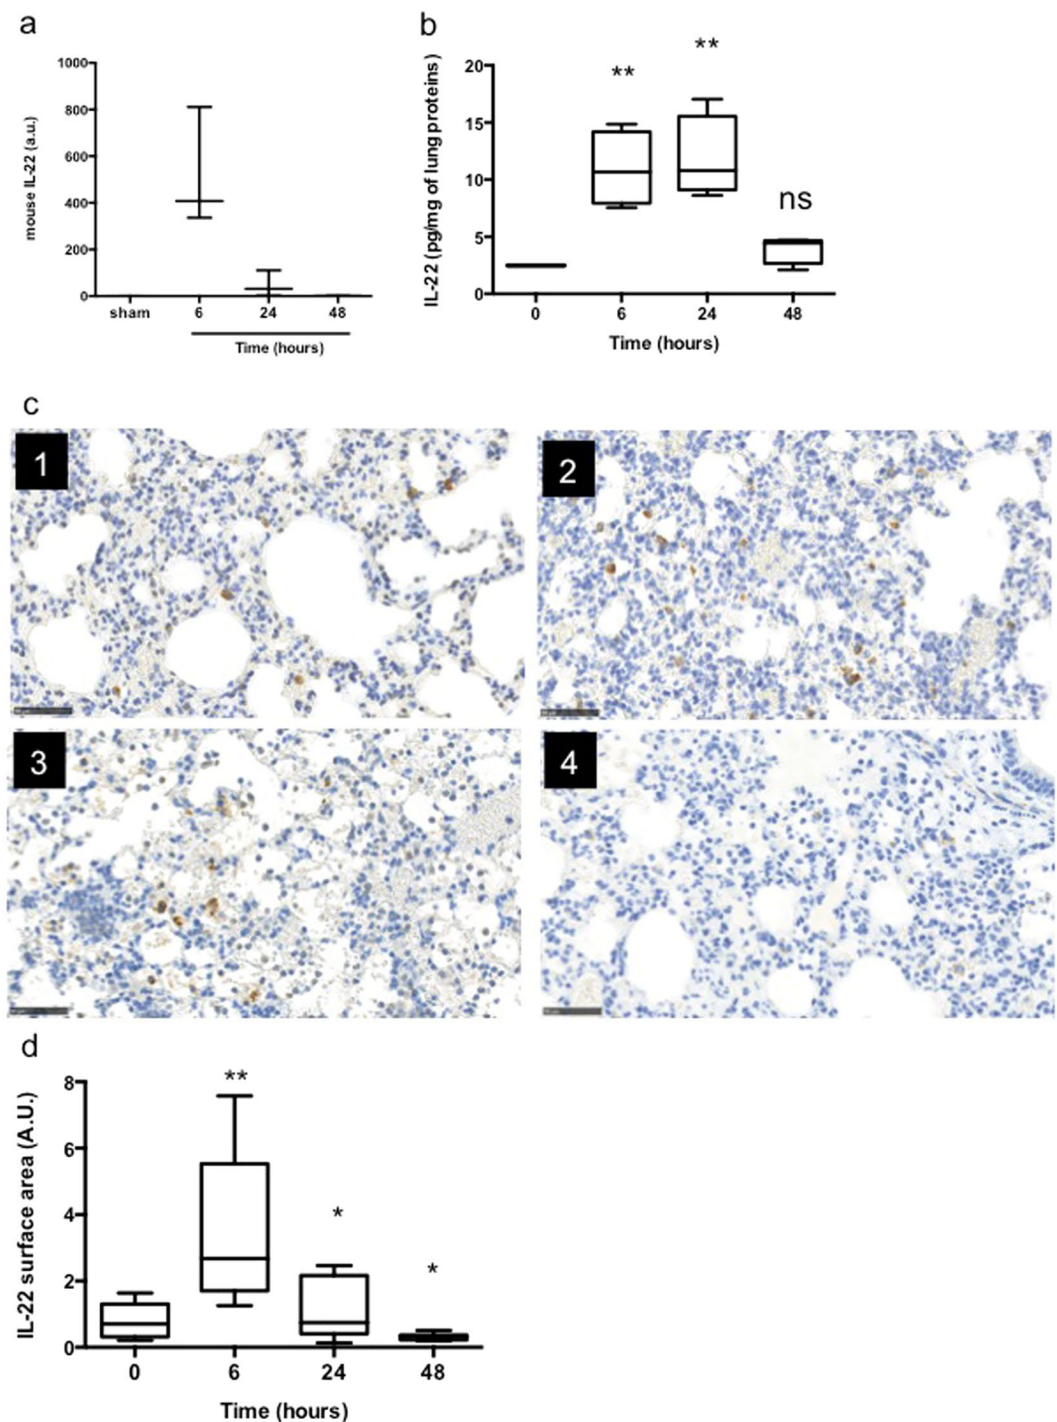 a
mouse IL-22 (a.u.)
1000
800
600
400
200
0
sham 6 24 48
Time (hours)
b
IL-22 (pg/mg of lung proteins)
20
15
10
5
0
**
**
ns
0 6 24 48
Time (hours)
c
1
2
3
4
d
IL-22 surface area (A.U.)
8
6
4
2
0
**
*
*
0 6 24 48
Time (hours)